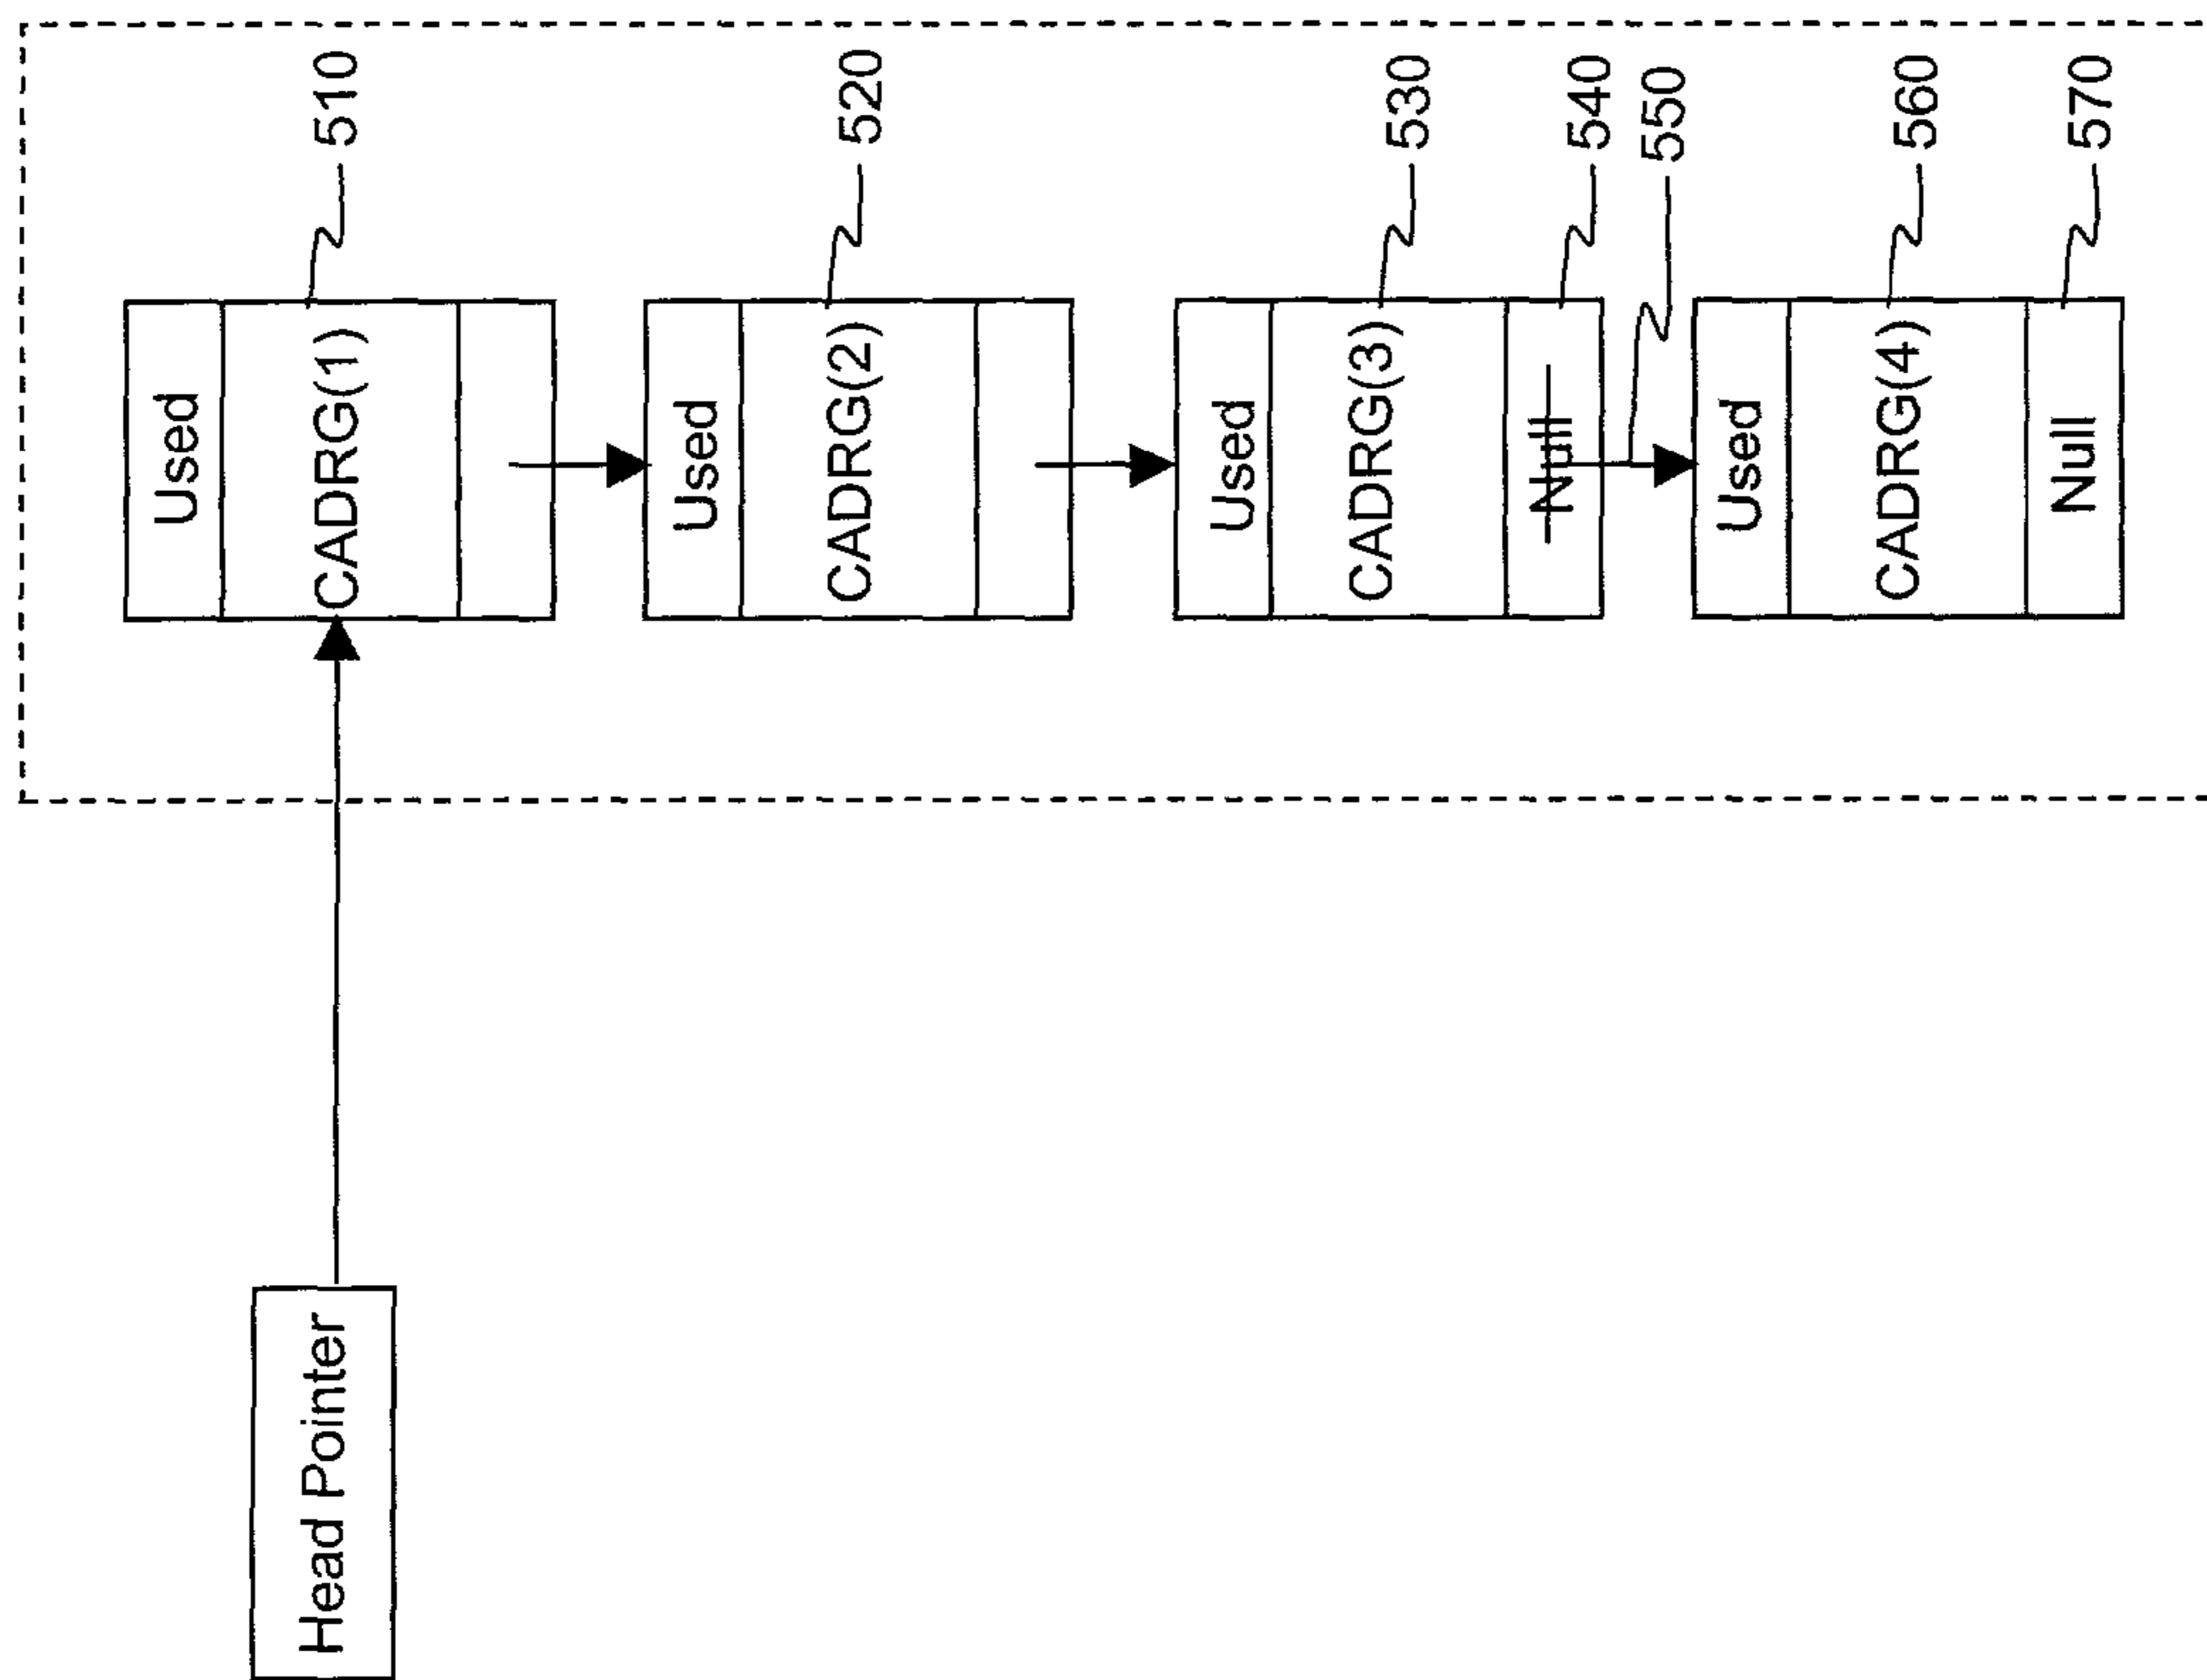 Used
CADRG(1)
510
Used
CADRG(2)
520
Used
CADRG(3)
530
Null
540
550
Used
CADRG(4)
560
Null
570
Head Pointer